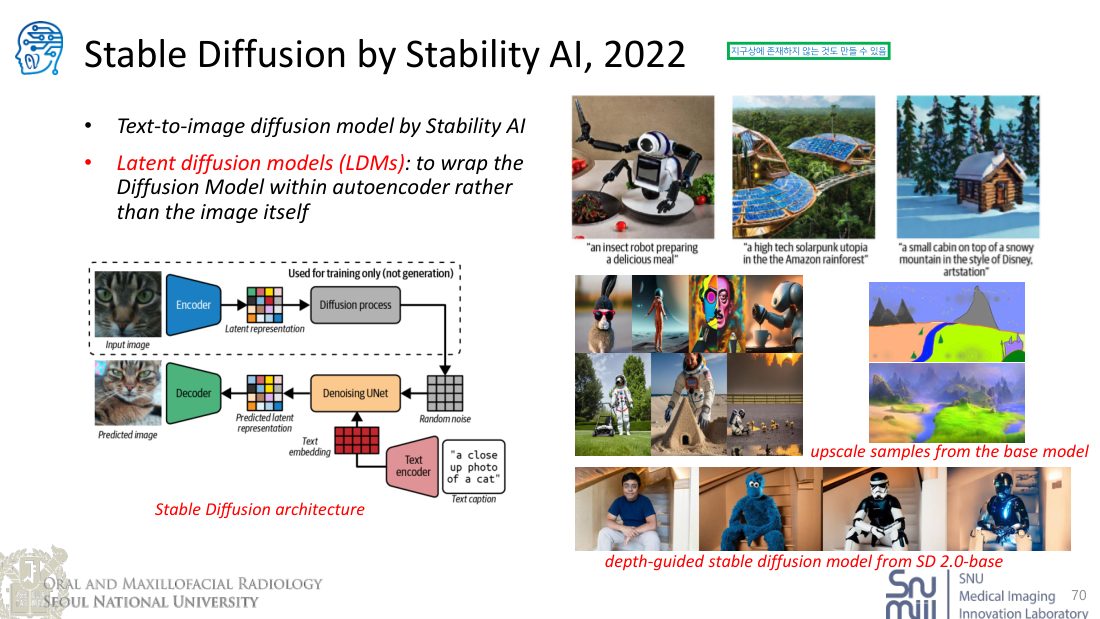 Stable Diffusion by Stability AI, 2022
지구상에 존재하지 않는 것도 만들 수 있음
• Text-to-image diffusion model by Stability AI
• Latent diffusion models (LDMs): to wrap the
Diffusion Model within autoencoder rather
than the image itself
Used for training only (not generation)
Encoder
Diffusion process
Latent representation
Input image
Decoder
Denoising UNet
Predicted latent
representation
Random noise
Predicted image
Text
embedding
Text
encoder
"a close
up photo
of a cat"
Text caption
Stable Diffusion architecture
"an insect robot preparing
a delicious meal"
"a high tech solarpunk utopia
in the the Amazon rainforest"
"a small cabin on top of a snowy
mountain in the style of Disney,
artstation"
upscale samples from the base model
depth-guided stable diffusion model from SD 2.0-base
ORAL AND MAXILLOFACIAL RADIOLOGY
SEOUL NATIONAL UNIVERSITY
SNU
mill
SNU
Medical Imaging
Innovation Laboratory
70